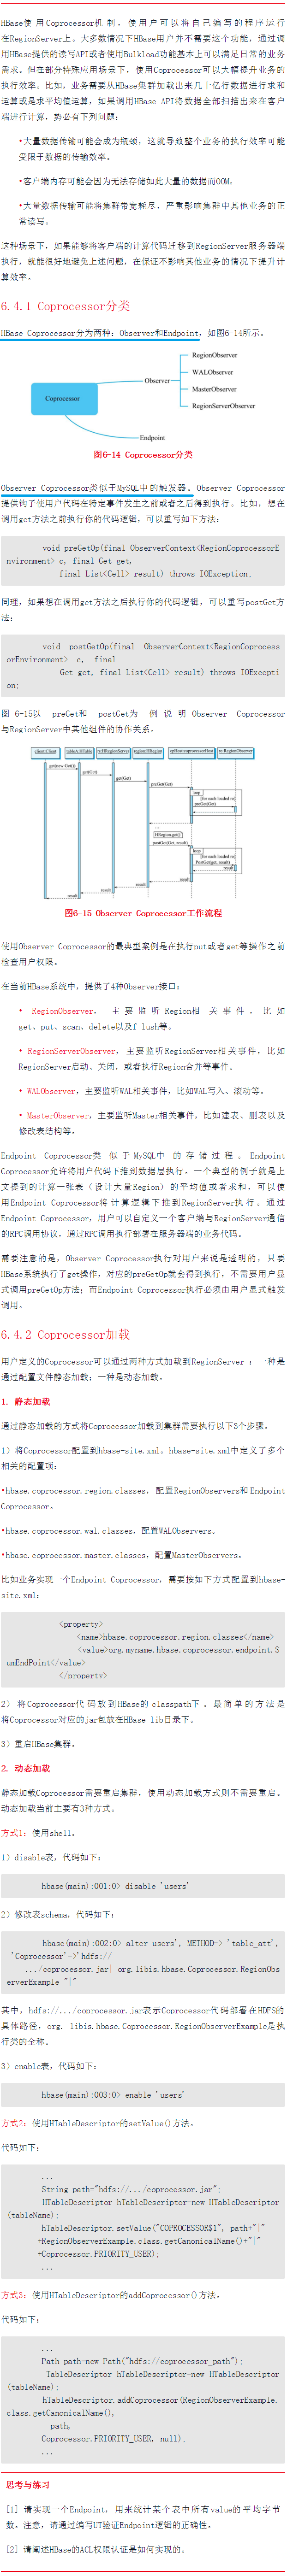 HBase使用Coprocessor机制，使用户可以将自己编写的程序运行
在RegionServer上。大多数情况下HBase用户并不需要这个功能，通过调
用HBase提供的读写API或者使用Bulkload功能基本上可以满足日常的业务
需求。但在部分特殊应用场景下，使用Coprocessor可以大幅提升业务的
执行效率。比如，业务需要从HBase集群加载出来几十亿行数据进行求和
运算或是求平均值运算，如果调用HBase API将数据全部扫描出来在客户
端进行计算，势必有下列问题：
•大量数据传输可能会成为瓶颈，这就导致整个业务的执行效率可能
受限于数据的传输效率。
•客户端内存可能会因为无法存储如此大量的数据而OOM。
•大量数据传输可能将集群带宽耗尽，严重影响集群中其他业务的正
常读写。
这种场景下，如果能够将客户端的计算代码迁移到RegionServer服务器端
执行，就能很好地避免上述问题，在保证不影响其他业务的情况下提升计
算效率。
6.4.1 Coprocessor分类
HBase Coprocessor分为两种：Observer和Endpoint，如图6-14所示。
RegionObserver
WALObserver
Observer
MasterObserver
Coprocessor
RegionServerObserver
Endpoint
图6-14 Coprocessor分类
Observer Coprocessor类似于MySQL中的触发器。Observer Coprocessor
提供钩子使用户代码在特定事件发生之前或者之后得到执行。比如，想在
调用get方法之前执行你的代码逻辑，可以重写如下方法：
void preGetOp(final ObserverContext<RegionCoprocessorE
nvironment> c, final Get get,
final List<Cell> result) throws IOException;
同理，如果想在调用get方法之后执行你的代码逻辑，可以重写postGet方
法：
void postGetOp(final ObserverContext<RegionCoprocess
orEnvironment> c, final
Get get, final List<Cell> result) throws IOExcepti
on;
图 6-15以 preGet和 postGet为 例 说 明 Observer Coprocessor
与RegionServer中其他组件的协作关系。
client:Client
table:HTable
rs:HRegionServer
region:HRegion
rpHost:coprocessorHost
get(new Get())
get(Get)
get(Get)
preGet(Get)
loop
[for each loaded ro]
preGet(Get)
HRegion.get()
postGet(Get, result)
loop
[for each loaded ro]
PostGet(get, result)
result
result
result
result
result
图6-15 Observer Coprocessor工作流程
使用Observer Coprocessor的最典型案例是在执行put或者get等操作之前
检查用户权限。
在当前HBase系统中，提供了4种Observer接口：
• RegionObserver，主要监听Region相关事件，比如
get、put、scan、delete以及f lush等。
• RegionServerObserver，主要监听RegionServer相关事件，比如
RegionServer启动、关闭，或者执行Region合并等事件。
•WALObserver，主要监听WAL相关事件，比如WAL写入、滚动等。
• MasterObserver，主要监听Master相关事件，比如建表、删表以及
修改表结构等。
Endpoint Coprocessor类 似于MySQL中 的存储过程。Endpoint
Coprocessor允许将用户代码下推到数据层执行。一个典型的例子就是上
文提到的计算一张表（设计大量Region）的平均值或者求和，可以使
用Endpoint Coprocessor将计算逻辑下推到RegionServer执行。通过
Endpoint Coprocessor，用户可以自定义一个客户端与RegionServer通信
的RPC调用协议，通过RPC调用执行部署在服务器端的业务代码。
需要注意的是，Observer Coprocessor执行对用户来说是透明的，只要
HBase系统执行了get操作，对应的preGetOp就会得到执行，不需要用户显
式调用preGetOp方法；而Endpoint Coprocessor执行必须由用户显式触发
调用。
6.4.2 Coprocessor加载
用户定义的Coprocessor可以通过两种方式加载到RegionServer ：一种是
通过配置文件静态加载；一种是动态加载。
1. 静态加载
通过静态加载的方式将Coprocessor加载到集群需要执行以下3个步骤。
1）将Coprocessor配置到hbase-site.xml。hbase-site.xml中定义了多个
相关的配置项：
•hbase.coprocessor.region.classes，配置RegionObservers和Endpoint
Coprocessor。
•hbase.coprocessor.wal.classes，配置WALObservers。
•hbase.coprocessor.master.classes，配置MasterObservers。
比如业务实现一个Endpoint Coprocessor，需要按如下方式配置到hbase-
site.xml：
<property>
<name>hbase.coprocessor.region.classes</name>
<value>org.myname.hbase.coprocessor.endpoint.S
umEndPoint</value>
</property>
2） 将Coprocessor代码放到HBase的classpath下。最简单的方法是
将Coprocessor对应的jar包放在HBase lib目录下。
3）重启HBase集群。
2. 动态加载
静态加载Coprocessor需要重启集群，使用动态加载方式则不需要重启。
动态加载当前主要有3种方式。
方式1：使用shell。
1）disable表，代码如下：
hbase(main):001:0> disable 'users'
2）修改表schema，代码如下：
hbase(main):002:0> alter users', METHOD=> 'table_att',
'Coprocessor'=>'hdfs://
.../coprocessor.jar| org.libis.hbase.Coprocessor.RegionObs
erverExample "|"
其中，hdfs://.../coprocessor.jar表示Coprocessor代码部署在HDFS的
具体路径，org. libis.hbase.Coprocessor.RegionObserverExample是执
行类的全称。
3）enable表，代码如下：
hbase(main):003:0> enable 'users'
方式2：使用HTableDescriptor的setValue()方法。
代码如下：
...
String path="hdfs://.../coprocessor.jar";
HTableDescriptor hTableDescriptor=new HTableDescriptor
(tableName);
hTableDescriptor.setValue("COPROCESSOR$1", path+"|"
+RegionObserverExample.class.getCanonicalName()+"|"
+Coprocessor.PRIORITY_USER);
...
方式3：使用HTableDescriptor的addCoprocessor()方法。
代码如下：
...
Path path=new Path("hdfs://coprocessor_path");
TableDescriptor hTableDescriptor=new HTableDescriptor
(tableName);
hTableDescriptor.addCoprocessor(RegionObserverExample.
class.getCanonicalName(),
path,
Coprocessor.PRIORITY_USER, null);
...
思考与练习
[1] 请实现一个Endpoint，用来统计某个表中所有value的平均字节
数。注意，请通过编写UT验证Endpoint逻辑的正确性。
[2] 请阐述HBase的ACL权限认证是如何实现的。